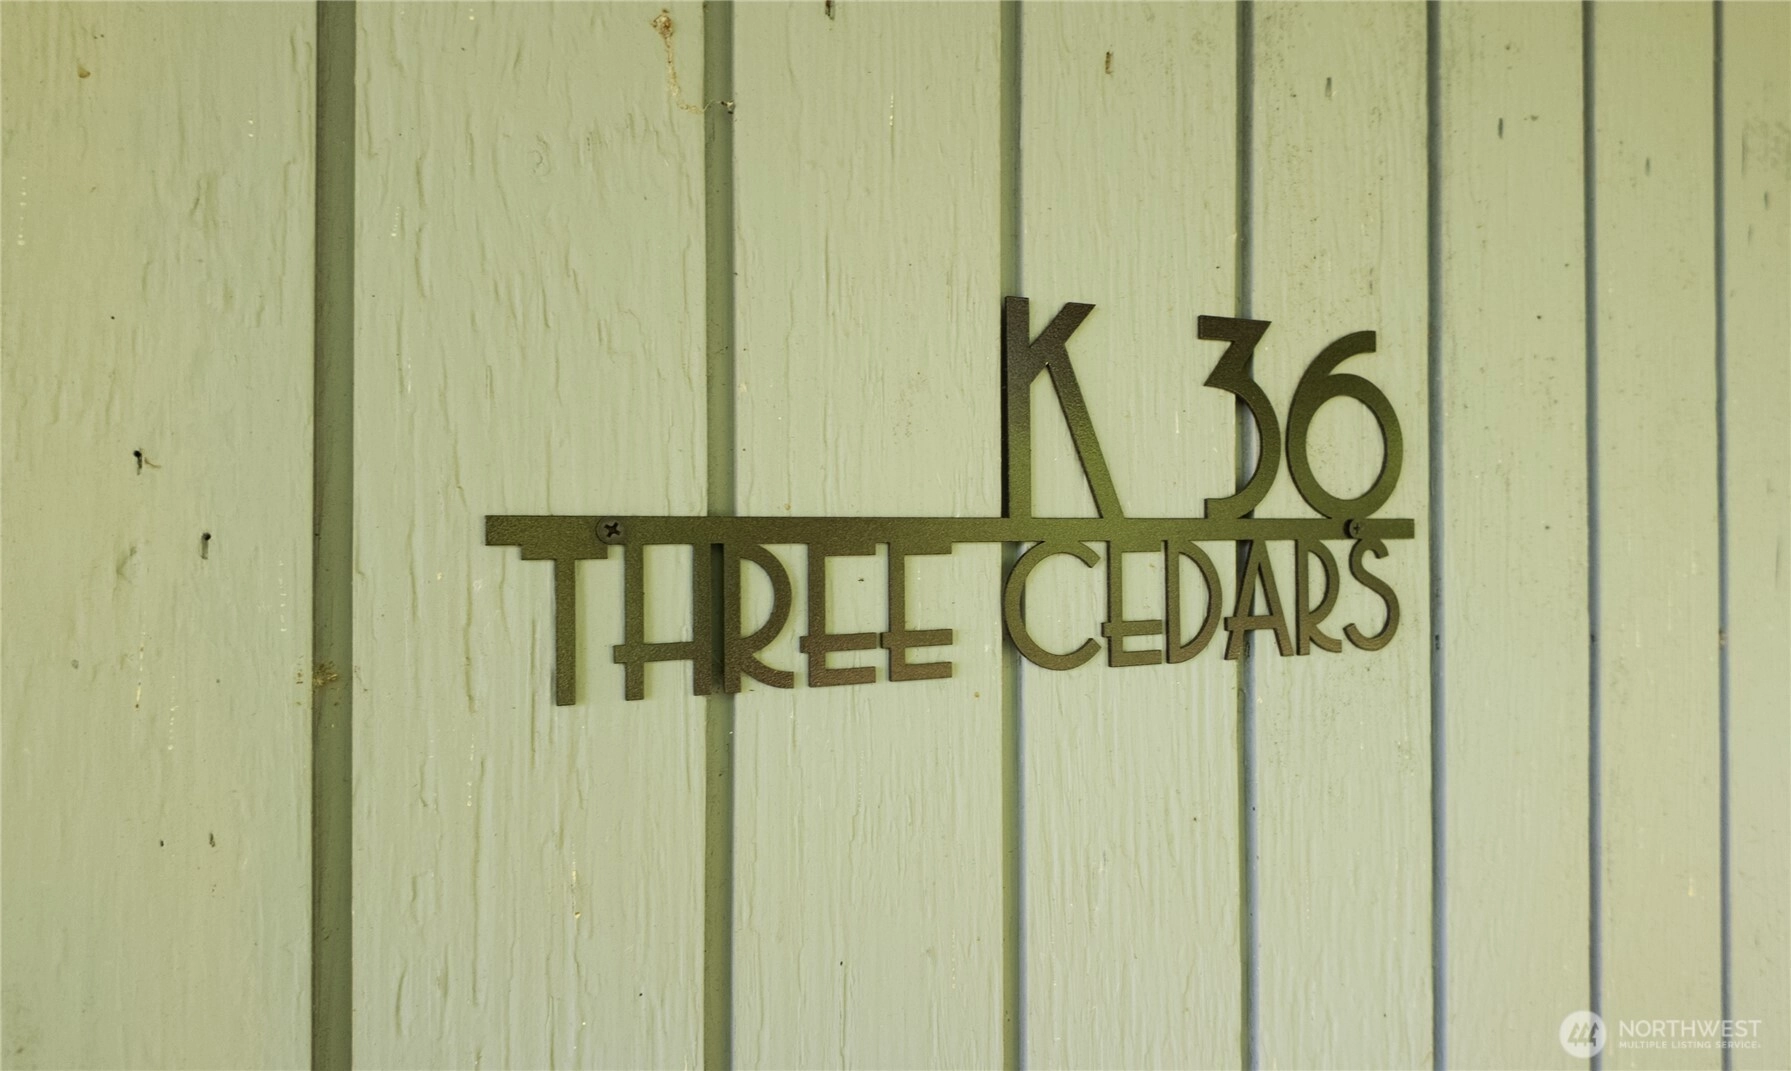 K 36
THREE CEDARS
NORTHWEST
MULTIPLE LISTING SERVICE